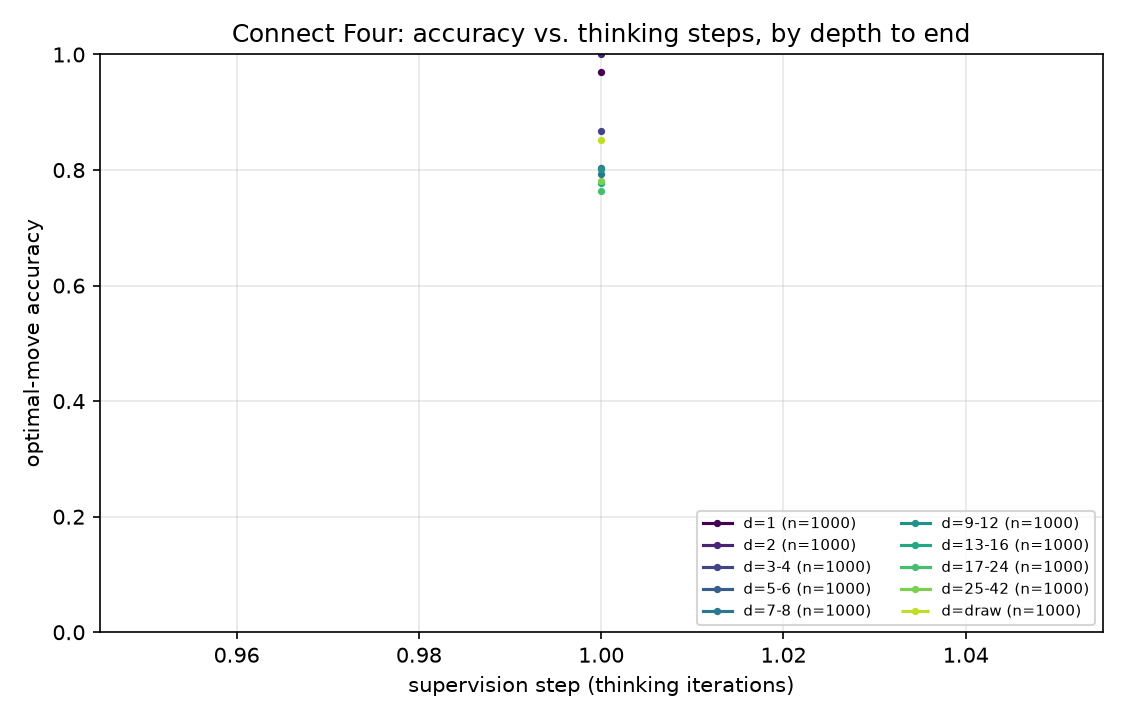 Connect Four: accuracy vs. thinking steps, by depth to end
optimal-move accuracy
1.0
0.8
0.6
0.4
0.2
0.0
0.96
0.98
1.00
1.02
1.04
supervision step (thinking iterations)
d=1 (n=1000)
d=2 (n=1000)
d=3-4 (n=1000)
d=5-6 (n=1000)
d=7-8 (n=1000)
d=9-12 (n=1000)
d=13-16 (n=1000)
d=17-24 (n=1000)
d=25-42 (n=1000)
d=draw (n=1000)